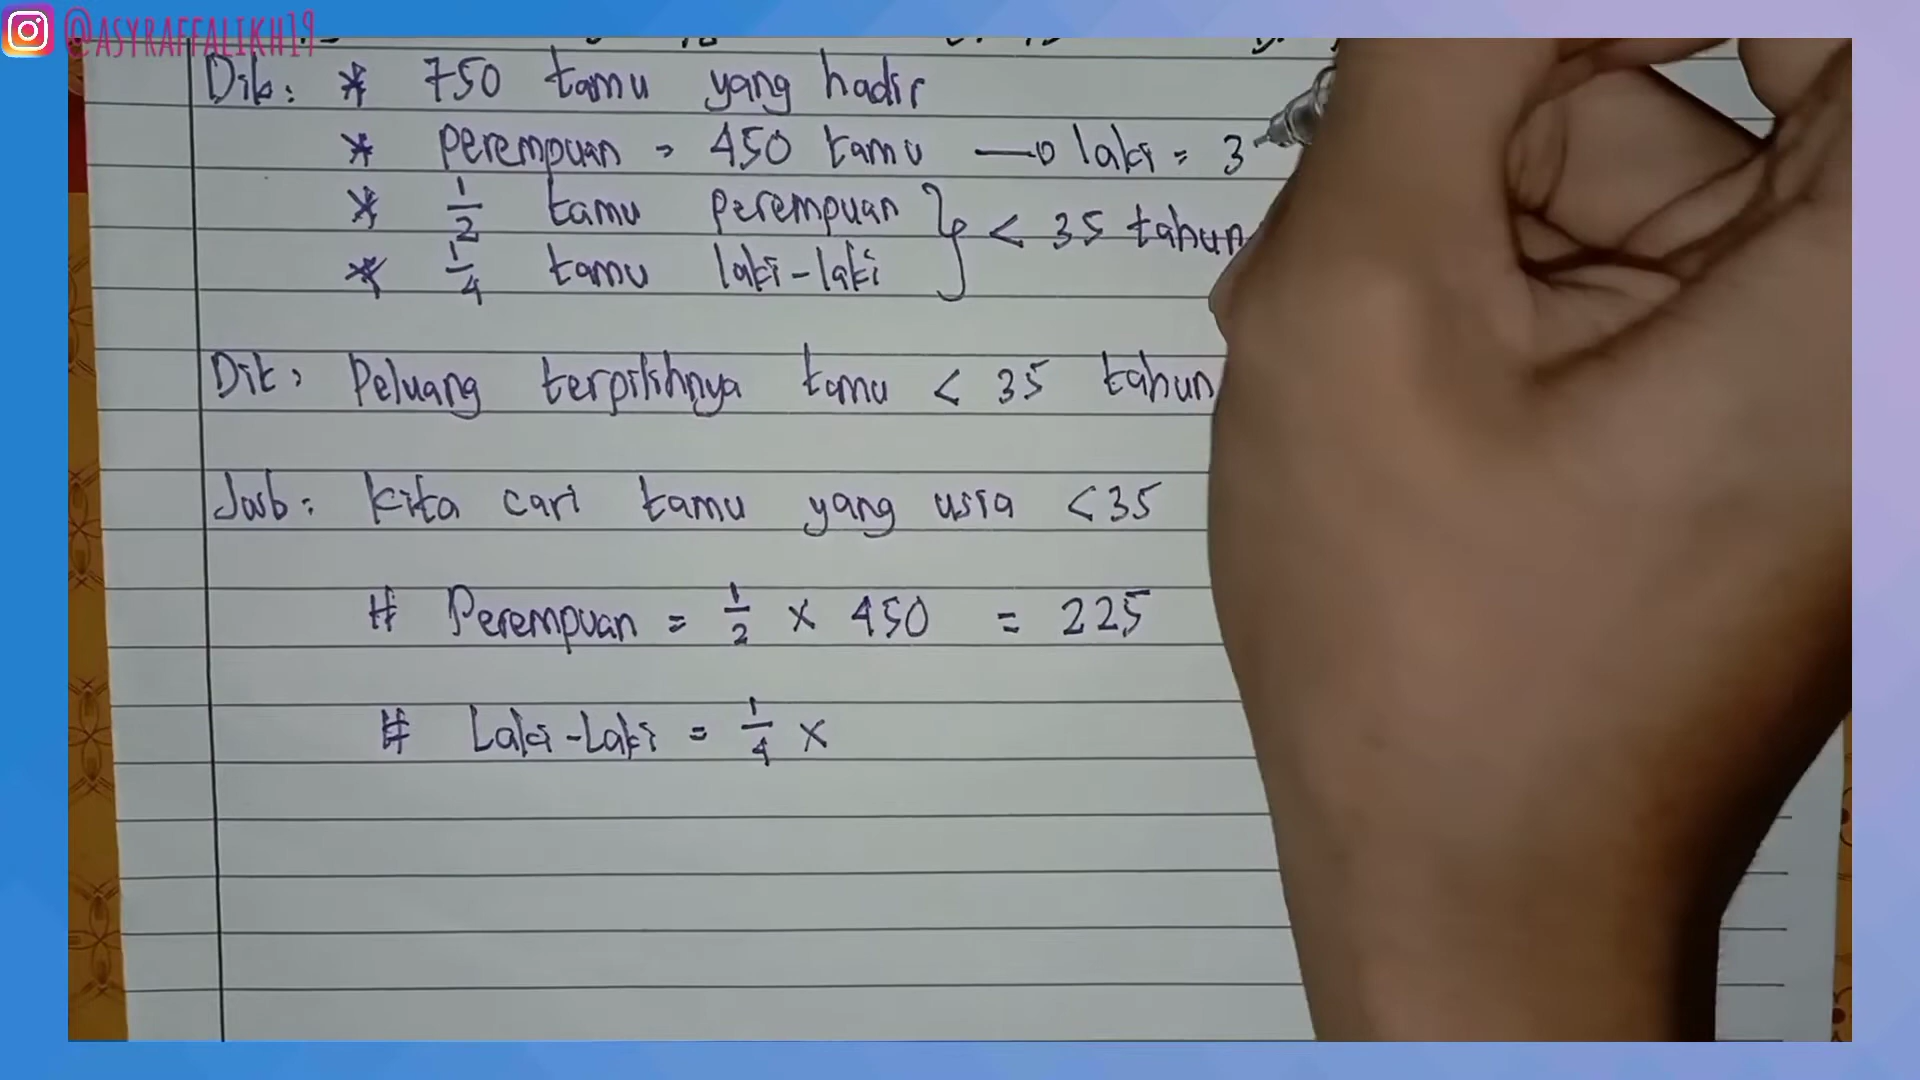 @ASYRAFFALIKH19
Dik: * 750 tamu yang hadir
* perempuan = 450 tamu → laki = 3
* 1/2 tamu perempuan } < 35 tahun
* 1/4 tamu laki-laki
Dit: Peluang terpilihnya tamu < 35 tahun
Jwb: Kita cari tamu yang usia <35
# Perempuan = 1/2 × 450 = 225
# Laki-Laki = 1/4 ×